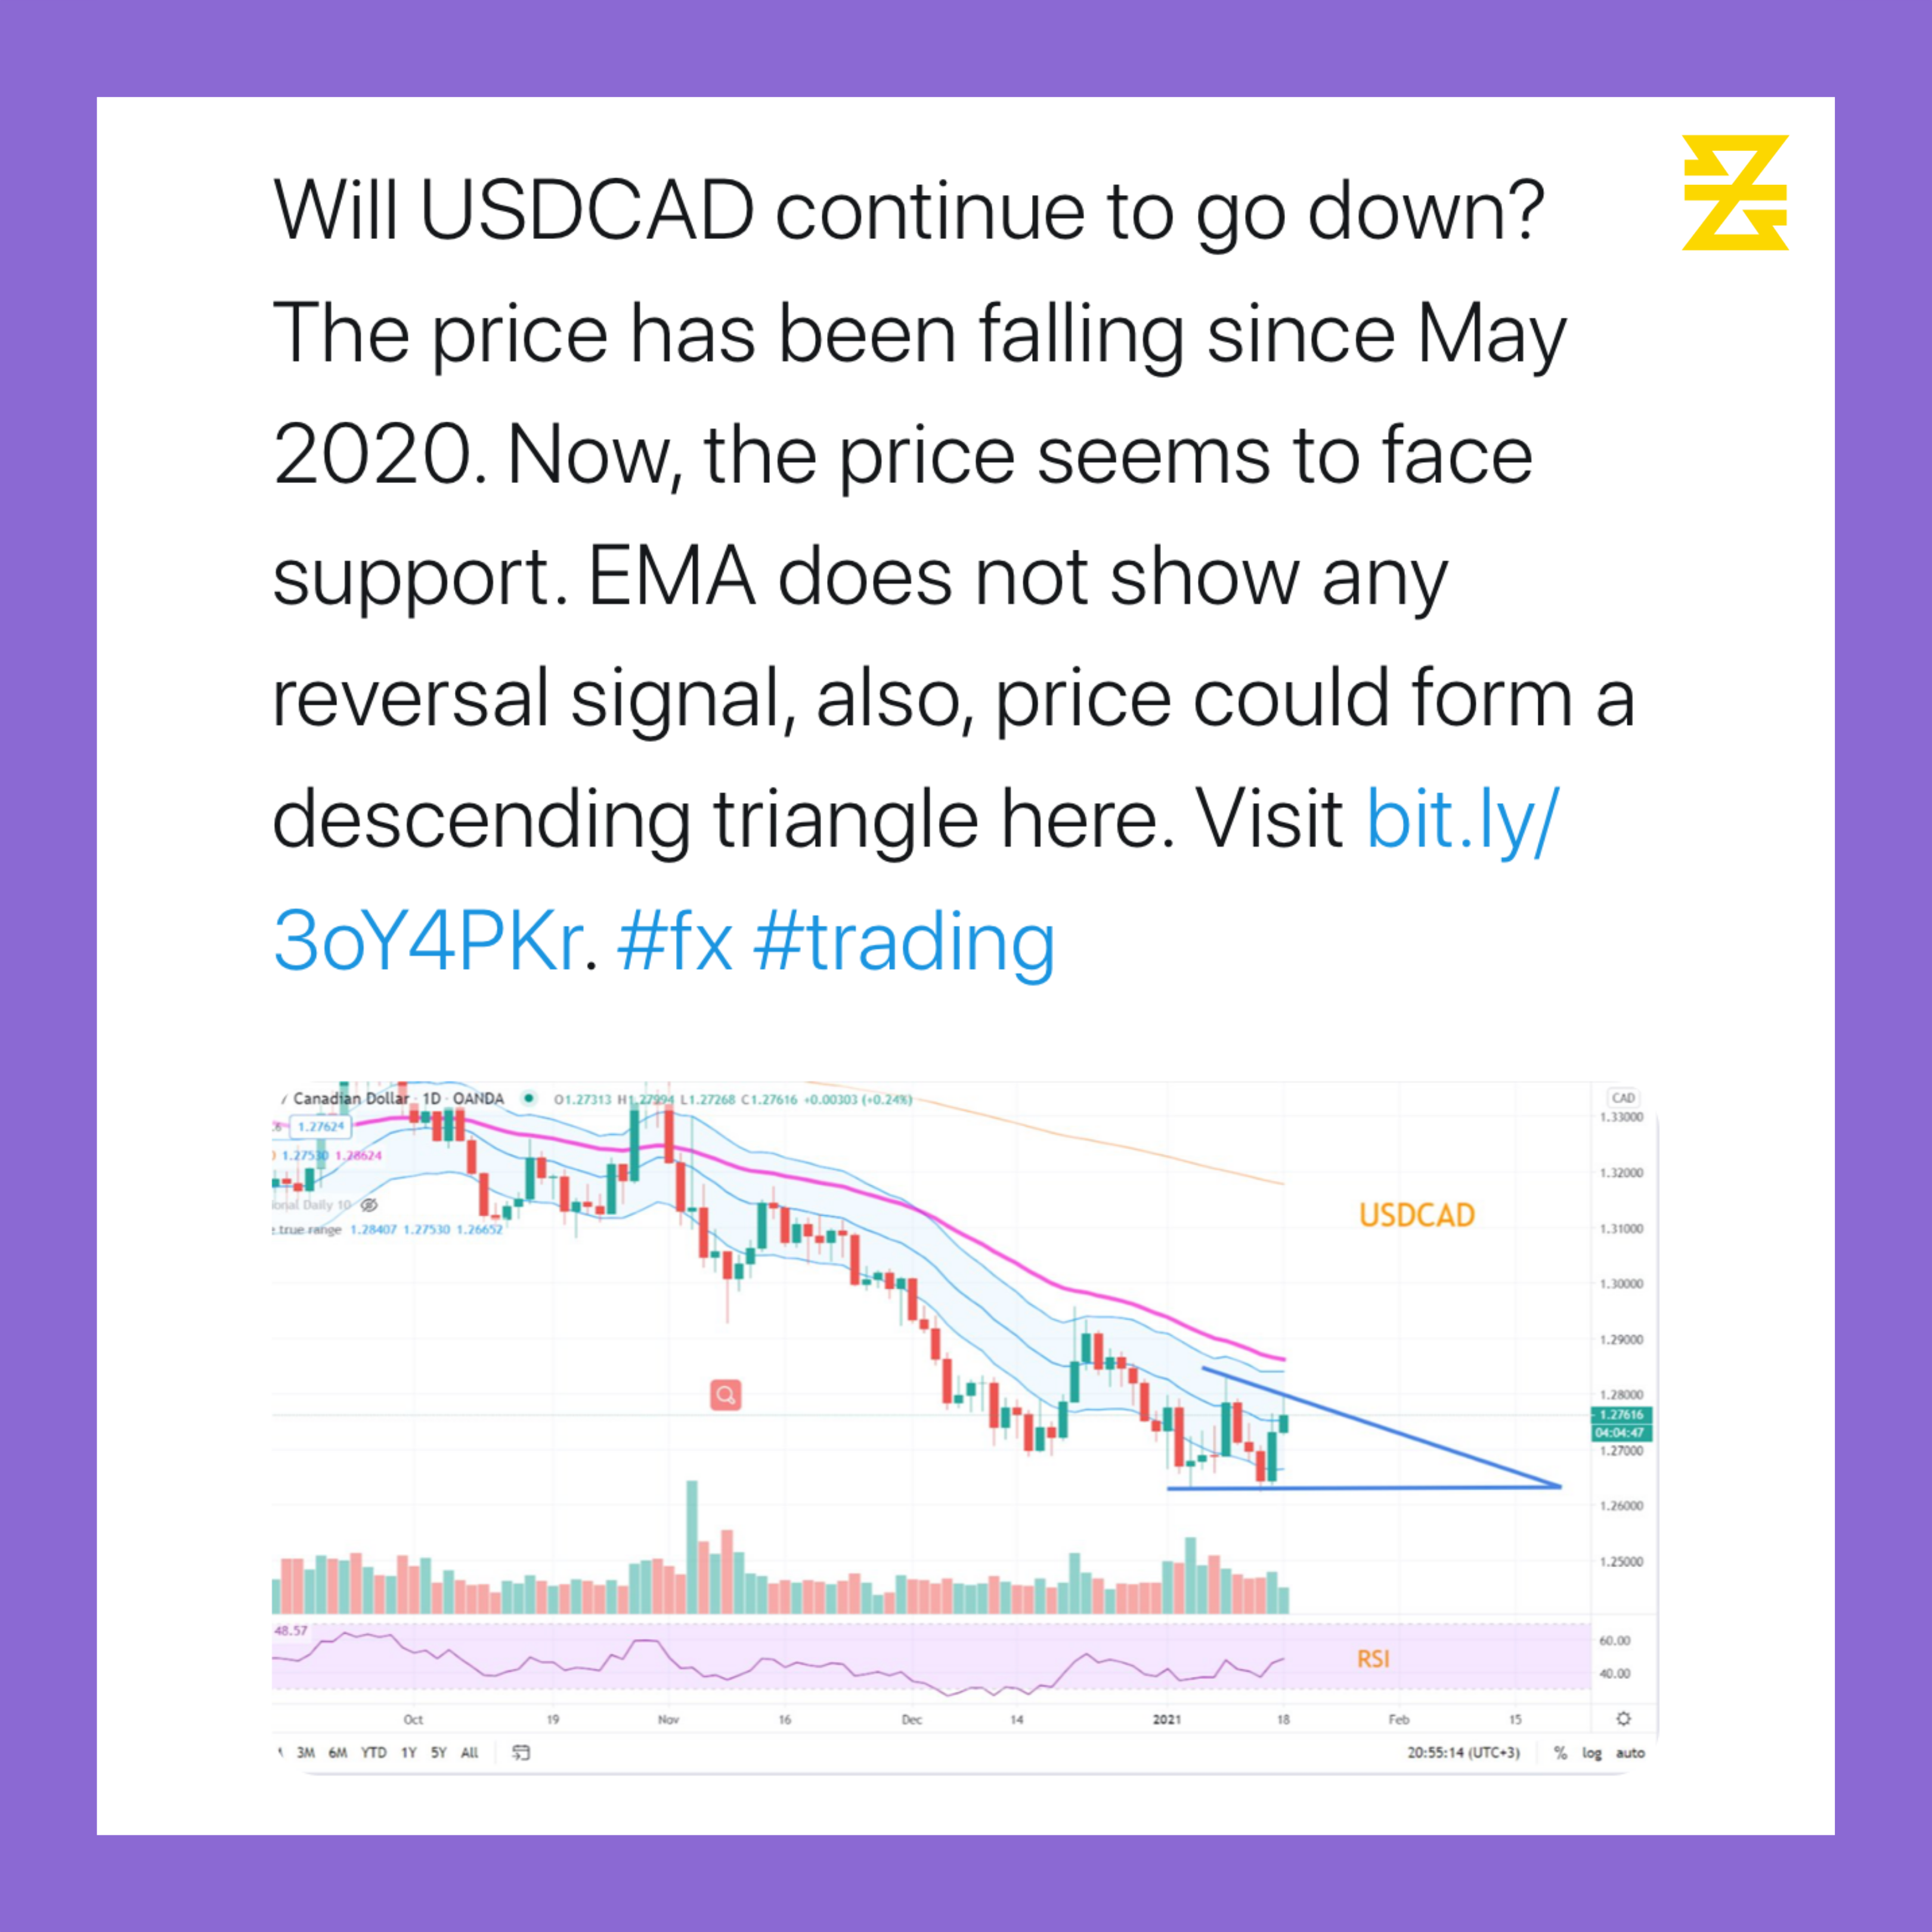 Will USDCAD continue to go down?
The price has been falling since May
2020. Now, the price seems to face
support. EMA does not show any
reversal signal, also, price could form a
descending triangle here. Visit bit.ly/
3oY4PKr. #fx #trading
/ Canadian Dollar · 1D · OANDA O1.27313 H1.27994 L1.27268 C1.27616 +0.00303 (+0.24%)
CAD
1.33000
1.27624
1.27530 1.28624
1.32000
Daily 10
USDCAD
true range 1.28407 1.27530 1.26652
1.31000
1.30000
1.29000
1.28000
1.27616
04:04:47
1.27000
1.26000
1.25000
48.57
60.00
RSI
40.00
Oct 19 Nov 16 Dec 14 2021 18 Feb 15
3M 6M YTD 1Y 5Y All 20:55:14 (UTC+3) % log auto